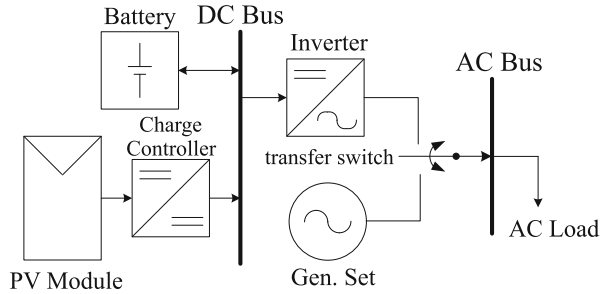 Battery
DC Bus
Inverter
AC Bus
Charge
Controller
transfer switch
AC Load
PV Module
Gen. Set